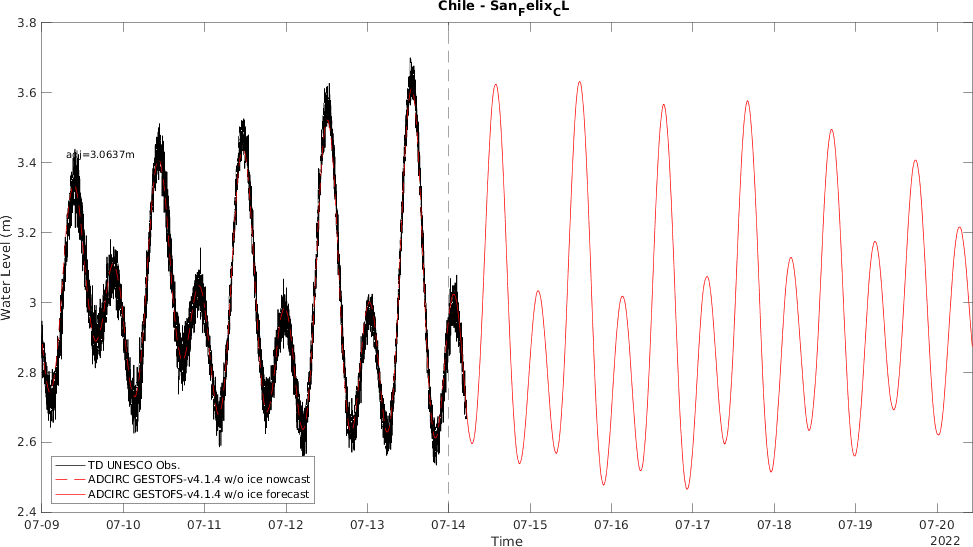 Chile - SanFelixCL
3.8
3.6
3.4
3.2
3
2.8
2.6
2.4
Water Level (m)
adj=3.0637m
TD UNESCO Obs.
ADCIRC GESTOFS-v4.1.4 w/o ice nowcast
ADCIRC GESTOFS-v4.1.4 w/o ice forecast
07-09 07-10 07-11 07-12 07-13 07-14 07-15 07-16 07-17 07-18 07-19 07-20
Time
2022